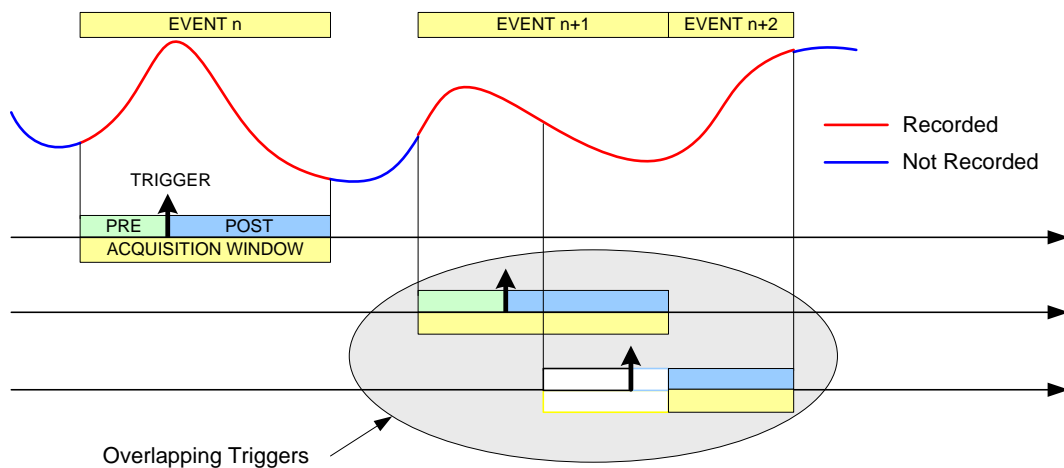 EVENT n
EVENT n+1
EVENT n+2
Recorded
Not Recorded
TRIGGER
PRE
POST
ACQUISITION WINDOW
Overlapping Triggers